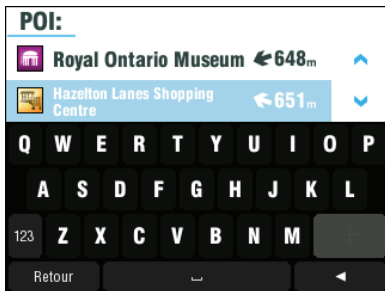 POI:
Royal Ontario Museum 648m
Hazelton Lanes Shopping
Centre 651m
Q W E R T Y U I O P
A S D F G H J K L
123 Z X C V B N M
Retour